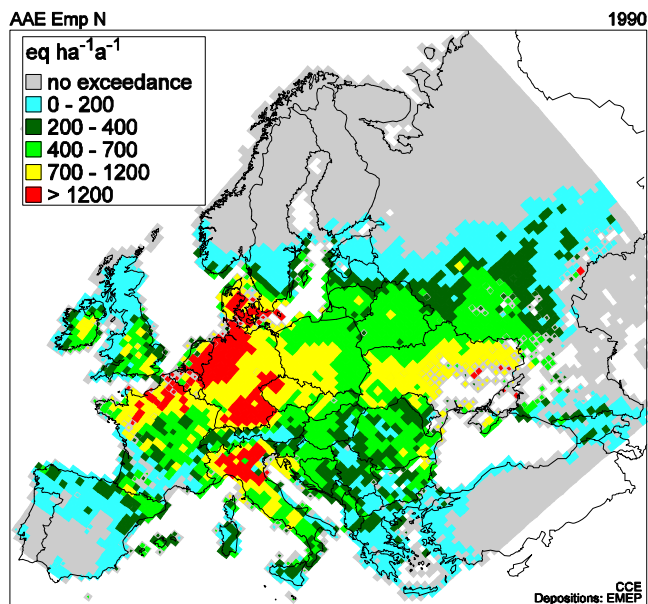 AAE Emp N
1990
eq ha⁻¹a⁻¹
no exceedance
0 - 200
200 - 400
400 - 700
700 - 1200
> 1200
CCE
Depositions: EMEP